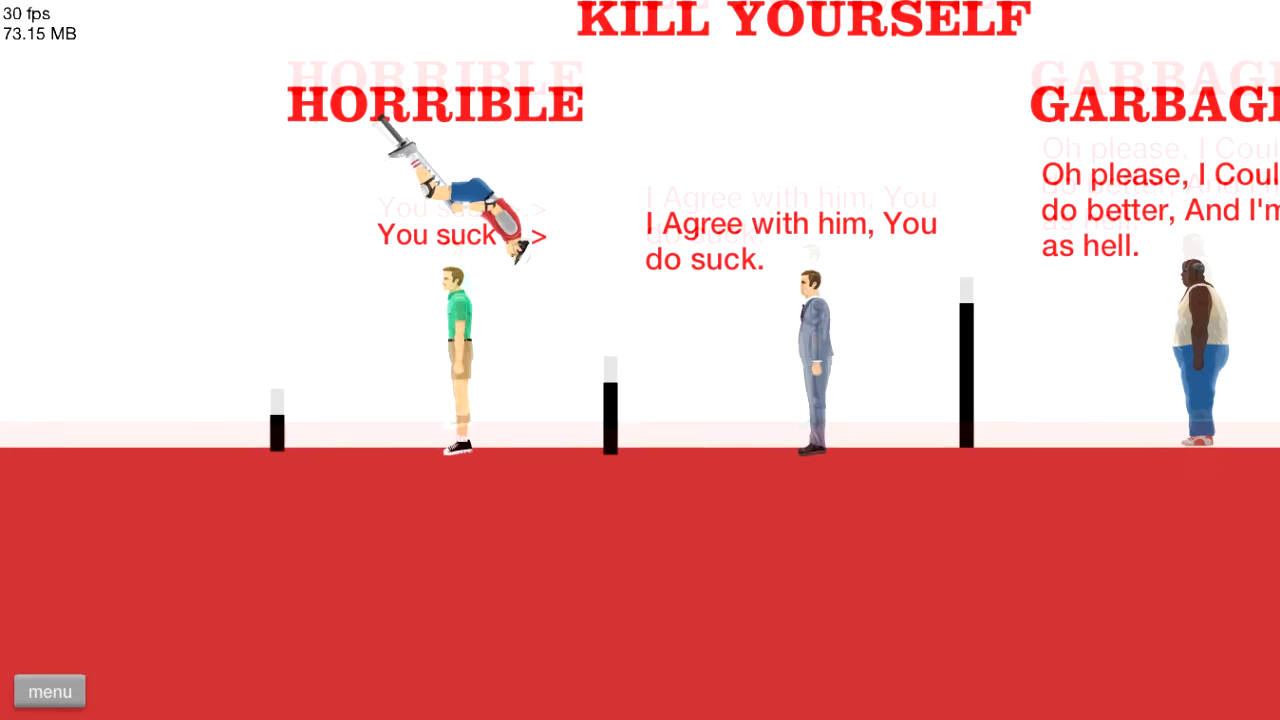 30 fps
73.15 MB
KILL YOURSELF
HORRIBLE
GARBAG
You suck >
I Agree with him, You
do suck.
Oh please, I Coul
do better, And I'm
as hell.
menu